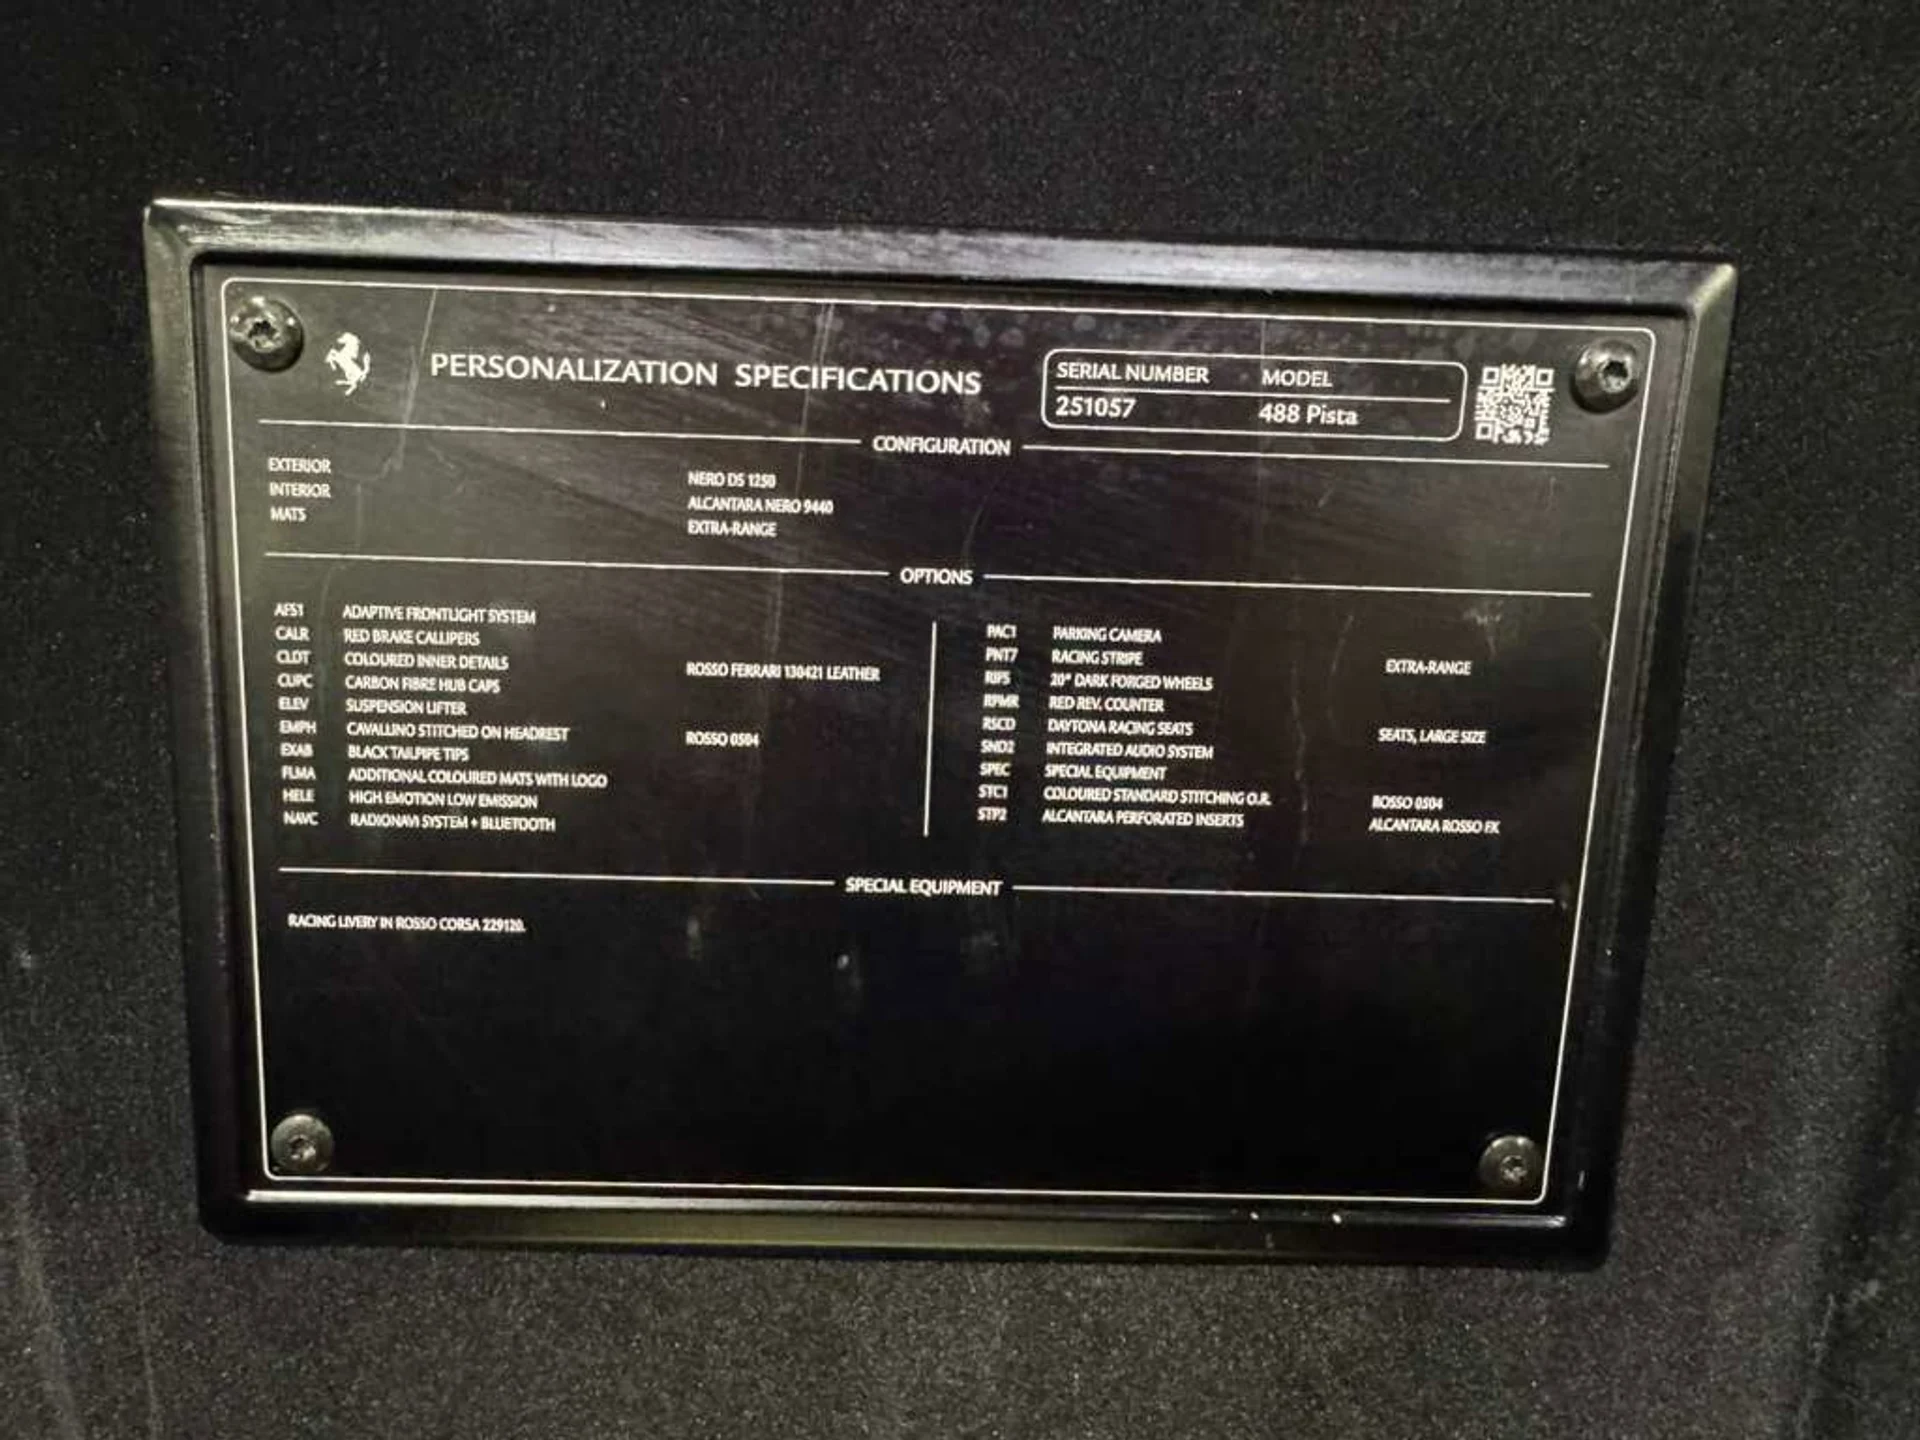 PERSONALIZATION SPECIFICATIONS
SERIAL NUMBER MODEL
251057 488 Pista
CONFIGURATION
EXTERIOR NERO DS 1250
INTERIOR ALCANTARA NERO 9440
MATS EXTRA-RANGE
OPTIONS
AFS1 ADAPTIVE FRONTLIGHT SYSTEM
CALR RED BRAKE CALLIPERS
CLDT COLOURED INNER DETAILS ROSSO FERRARI 130421 LEATHER
CUPC CARBON FIBRE HUB CAPS
ELEV SUSPENSION LIFTER
EMPH CAVALLINO STITCHED ON HEADREST ROSSO 0504
EXAB BLACK TAILPIPE TIPS
FLMA ADDITIONAL COLOURED MATS WITH LOGO
HELE HIGH EMOTION LOW EMISSION
NAVC RADIONAVI SYSTEM + BLUETOOTH
PAC1 PARKING CAMERA
PNT7 RACING STRIPE EXTRA-RANGE
RIF5 20" DARK FORGED WHEELS
RPMR RED REV. COUNTER
RSCD DAYTONA RACING SEATS SEATS, LARGE SIZE
SND2 INTEGRATED AUDIO SYSTEM
SPEC SPECIAL EQUIPMENT
STC1 COLOURED STANDARD STITCHING O.R. ROSSO 0504
STP2 ALCANTARA PERFORATED INSERTS ALCANTARA ROSSO FX
SPECIAL EQUIPMENT
RACING LIVERY IN ROSSO CORSA 229120.